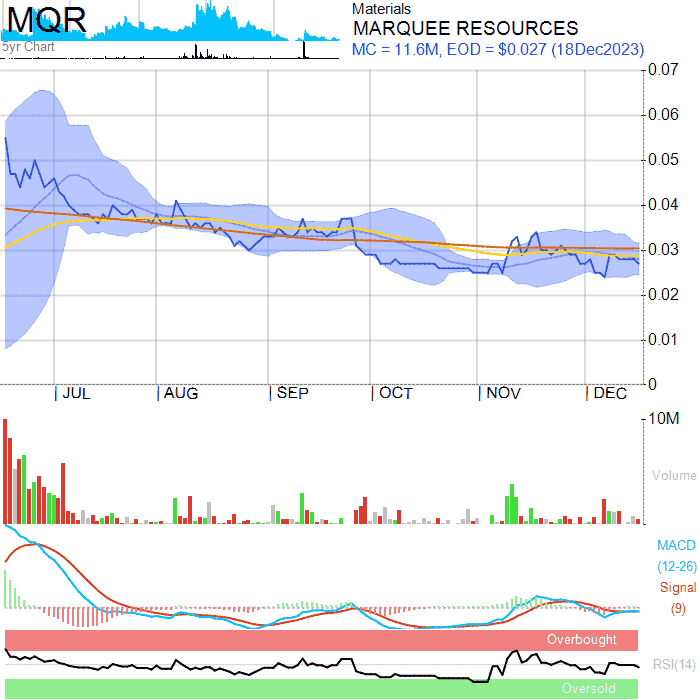 MQR
5yr Chart
Materials
MARQUEE RESOURCES
MC = 11.6M, EOD = $0.027 (18Dec2023)
0.07
0.06
0.05
0.04
0.03
0.02
0.01
0
JUL AUG SEP OCT NOV DEC
10M
Volume
MACD
(12-26)
Signal
(9)
Overbought
RSI(14)
Oversold